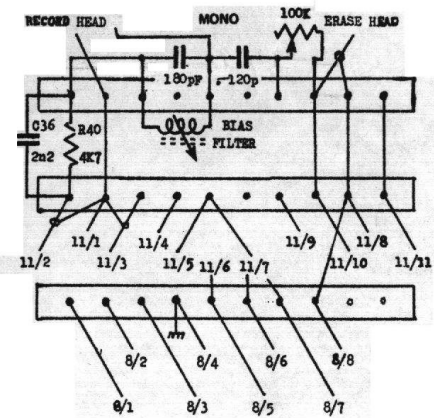 RECORD HEAD
MONO
100K
ERASE HEAD
180pF
120p
C36
2n2
R40
4K7
BIAS
FILTER
11/2
11/1
11/3
11/4
11/5
11/6
11/7
11/9
11/10
11/8
11/11
8/2
8/4
8/6
8/8
8/1
8/3
8/5
8/7